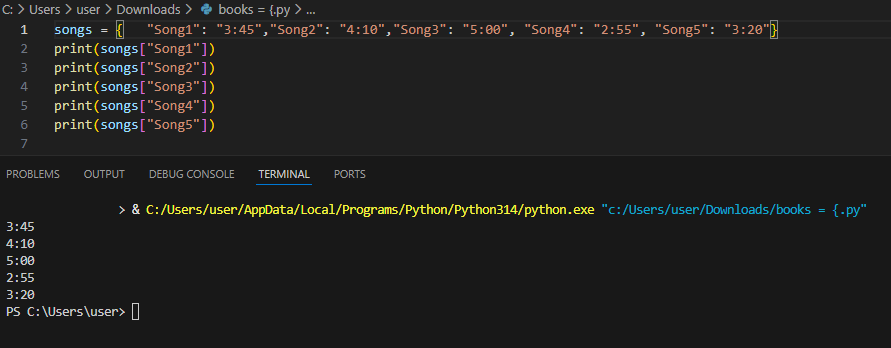 C: > Users > user > Downloads > books = {.py > ...
1 songs = {   "Song1": "3:45","Song2": "4:10","Song3": "5:00", "Song4": "2:55", "Song5": "3:20"}
2 print(songs["Song1"])
3 print(songs["Song2"])
4 print(songs["Song3"])
5 print(songs["Song4"])
6 print(songs["Song5"])
7
PROBLEMS OUTPUT DEBUG CONSOLE TERMINAL PORTS
> & C:/Users/user/AppData/Local/Programs/Python/Python314/python.exe "c:/Users/user/Downloads/books = {.py"
3:45
4:10
5:00
2:55
3:20
PS C:\Users\user>